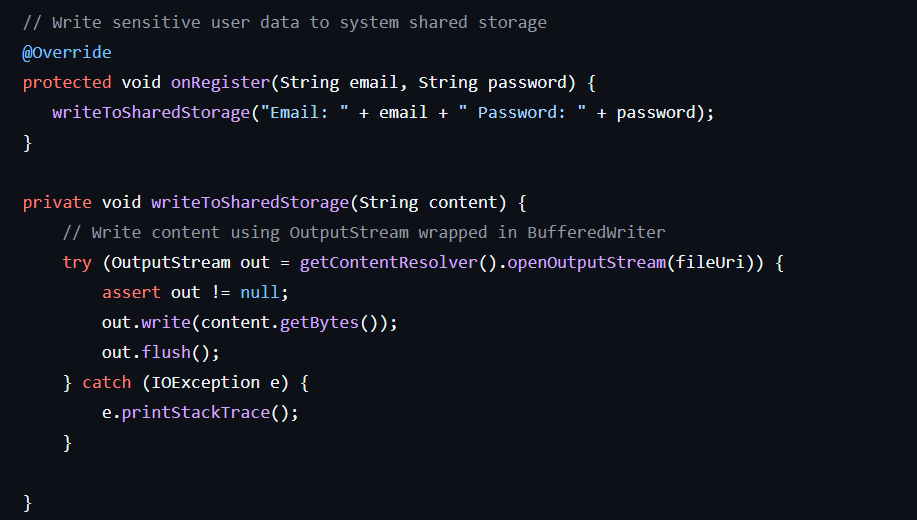 // Write sensitive user data to system shared storage
@Override
protected void onRegister(String email, String password) {
   writeToSharedStorage("Email: " + email + " Password: " + password);
}

private void writeToSharedStorage(String content) {
    // Write content using OutputStream wrapped in BufferedWriter
    try (OutputStream out = getContentResolver().openOutputStream(fileUri)) {
        assert out != null;
        out.write(content.getBytes());
        out.flush();
    } catch (IOException e) {
        e.printStackTrace();
    }

}